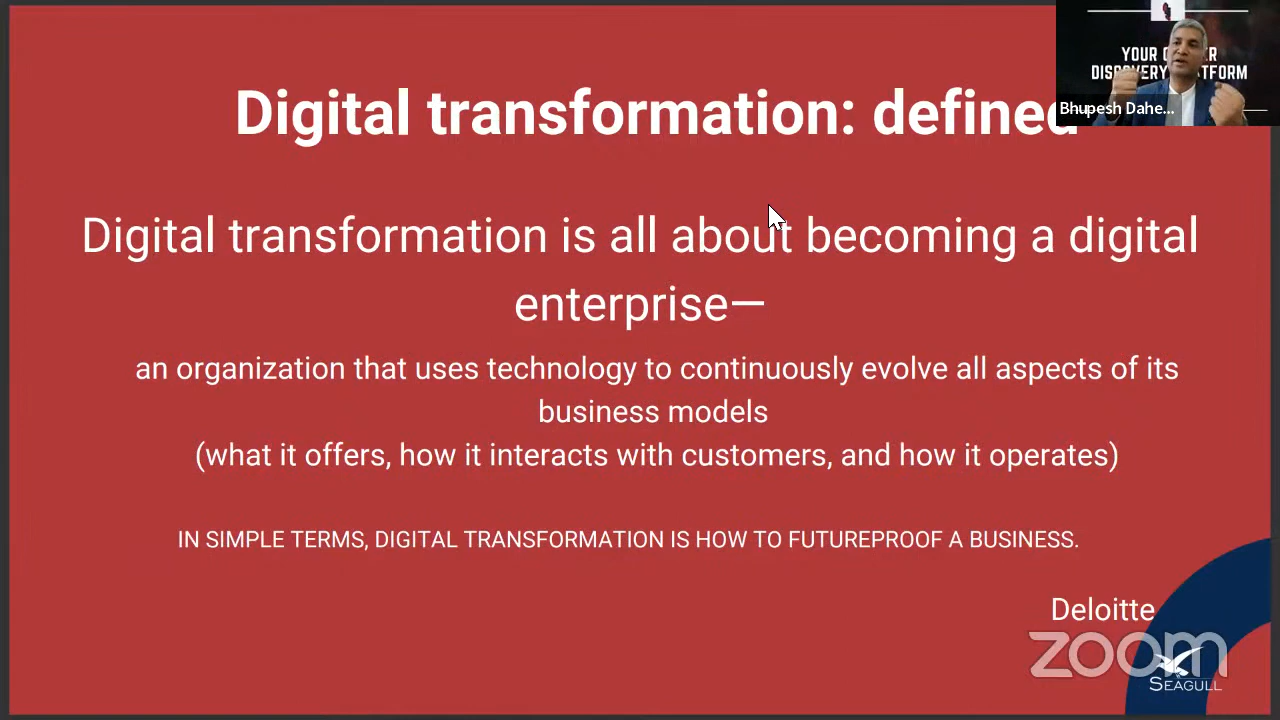 Digital transformation: defined
YOUR
DISCOVERY
Bhupesh Dahe...
Digital transformation is all about becoming a digital
enterprise—
an organization that uses technology to continuously evolve all aspects of its
business models
(what it offers, how it interacts with customers, and how it operates)
IN SIMPLE TERMS, DIGITAL TRANSFORMATION IS HOW TO FUTUREPROOF A BUSINESS.
Deloitte
zoom
SEAGULL